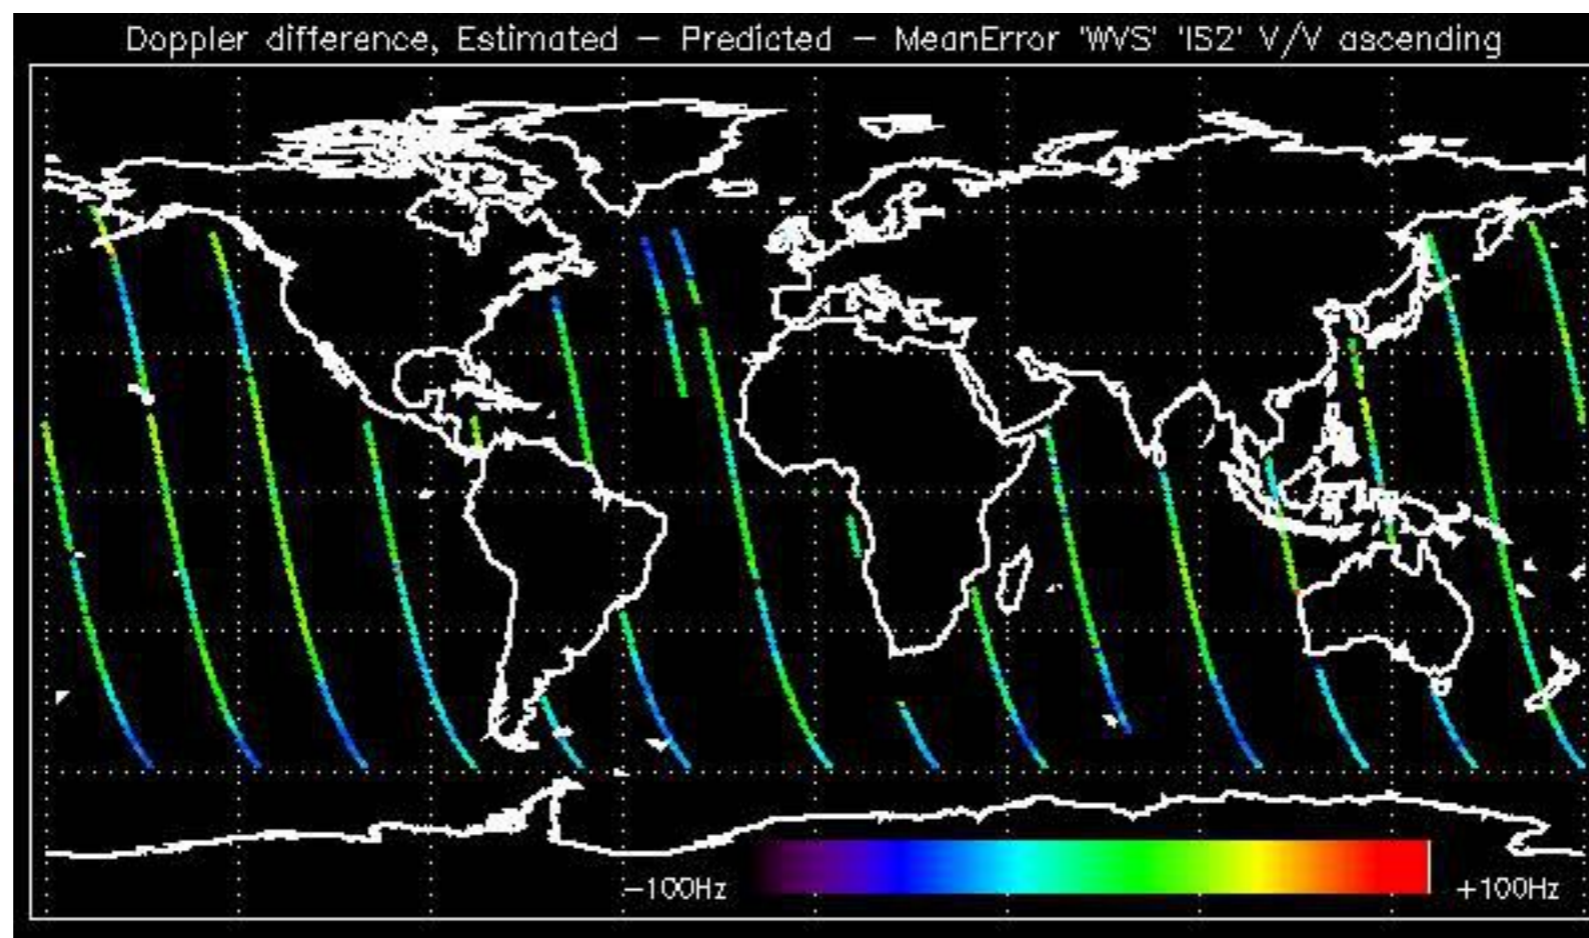 Doppler difference, Estimated – Predicted – MeanError 'WVS' 'IS2' V/V ascending
-100Hz
+100Hz